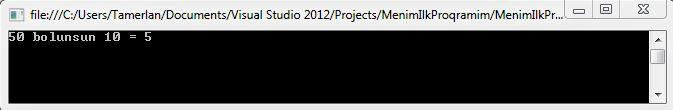 file:///C:/Users/Tamerlan/Documents/Visual Studio 2012/Projects/MenimIlkProqramim/MenimIlkPr...
50 bolunsun 10 = 5